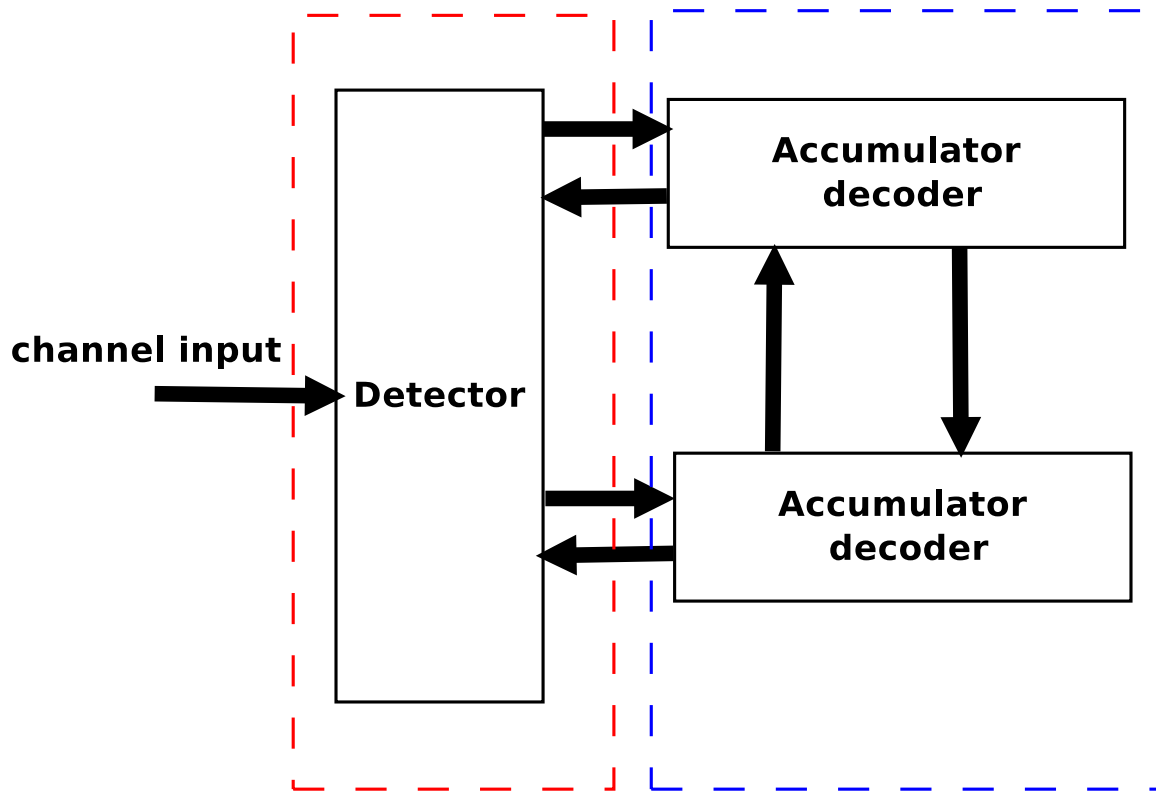 Accumulator
decoder
channel input
Detector
Accumulator
decoder